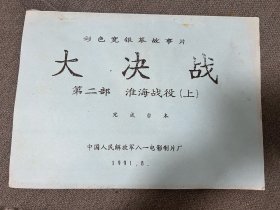 彩色宽银幕故事片
大决战
第二部 淮海战役(上)
完成台本
中国人民解放军八一电影制片厂
1991.8.